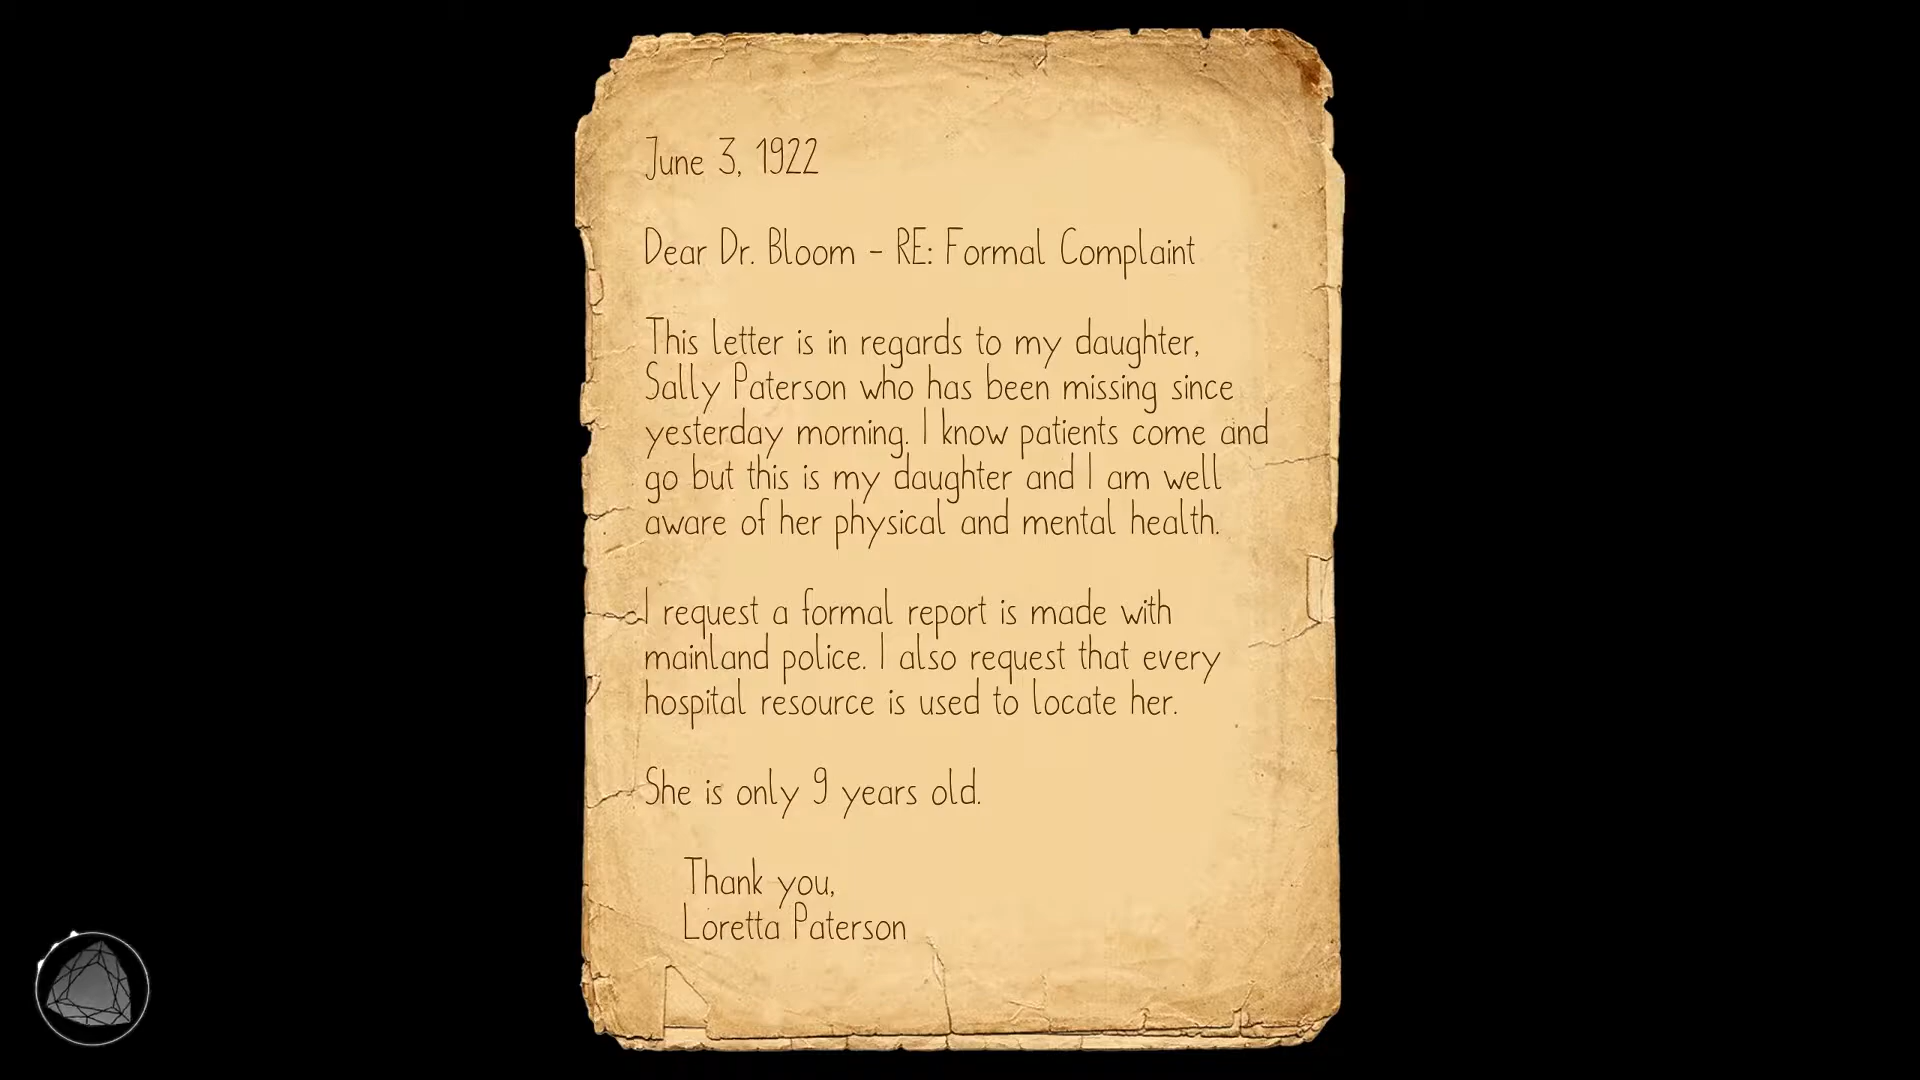 June 3, 1922
Dear Dr. Bloom - RE: Formal Complaint
This letter is in regards to my daughter,
Sally Paterson who has been missing since
yesterday morning. I know patients come and
go but this is my daughter and I am well
aware of her physical and mental health.
I request a formal report is made with
mainland police. I also request that every
hospital resource is used to locate her.
She is only 9 years old.
Thank you,
Loretta Paterson